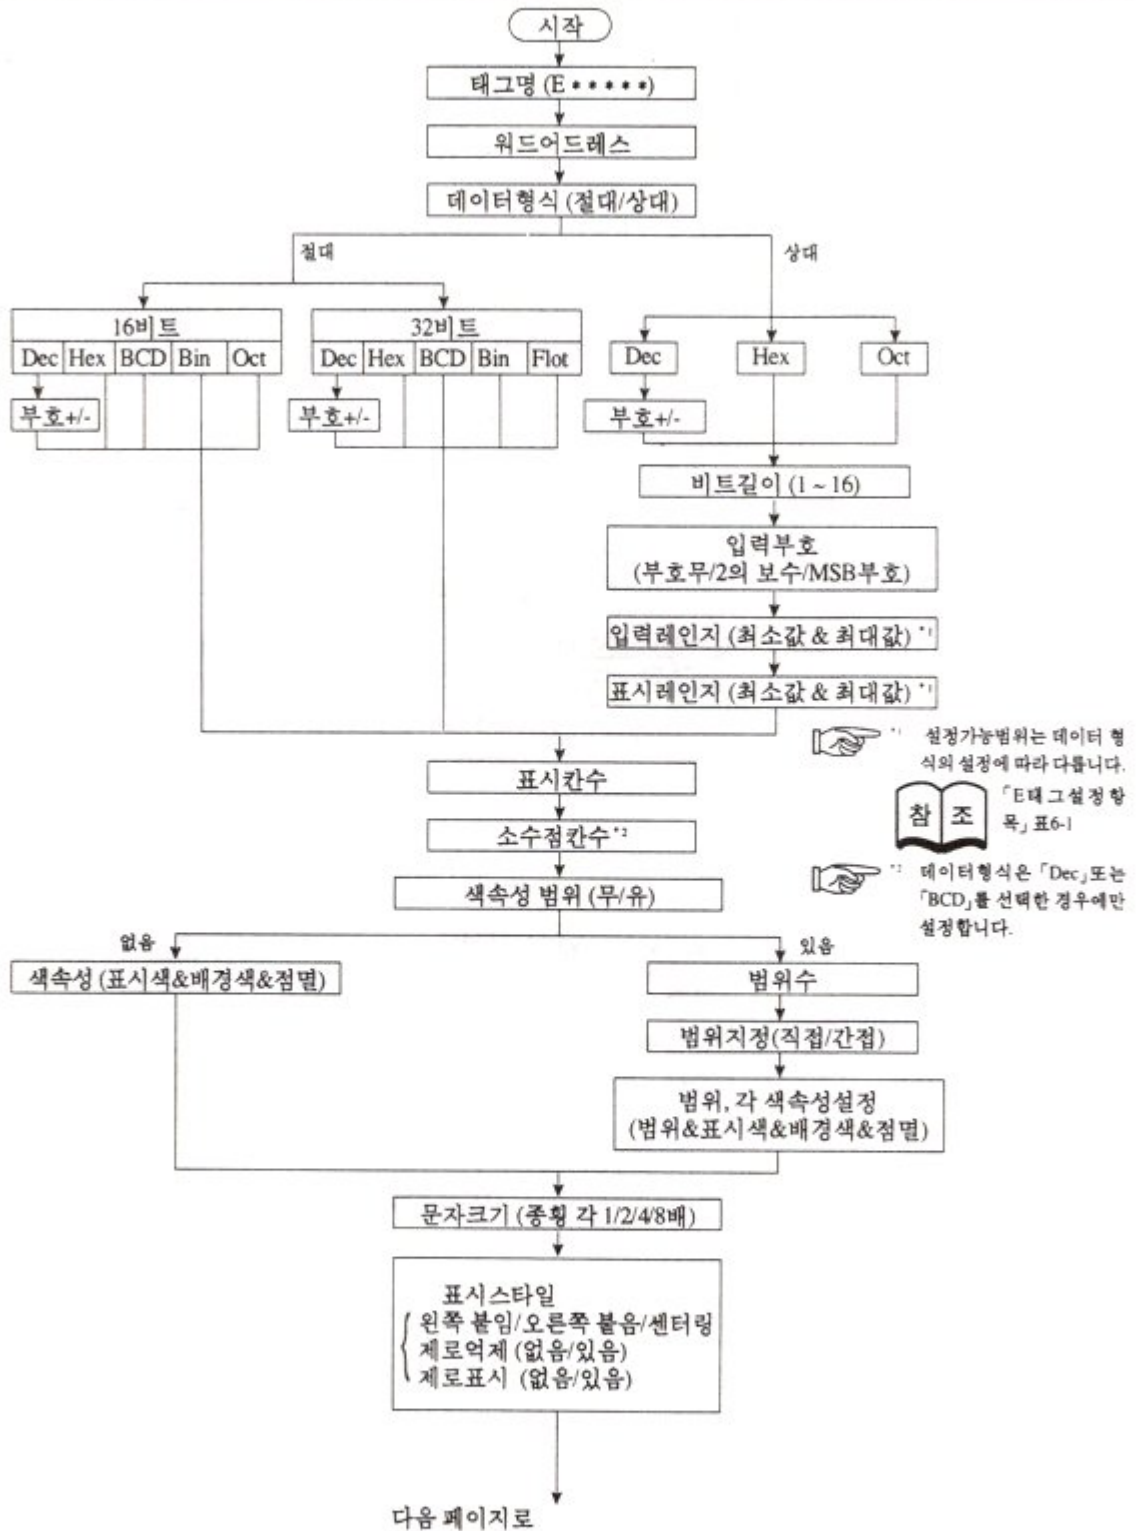 시작
태그명 (E * * * * *)
워드어드레스
데이터형식 (절대/상대)
절대
상대
16비트
Dec Hex BCD Bin Oct
32비트
Dec Hex BCD Bin Flot
Dec
Hex
Oct
부호+/-
부호+/-
부호+/-
비트길이 (1 ~ 16)
입력부호
(부호무/2의 보수/MSB부호)
입력레인지 (최소값 & 최대값) *1
표시레인지 (최소값 & 최대값) *1
*1 설정가능범위는 데이터 형
식의 설정에 따라 다릅니다.
표시칸수
참 조
「E태그설정항
목」 표6-1
소수점칸수 *2
*2 데이터형식은 「Dec」또는
「BCD」를 선택한 경우에만
설정합니다.
색속성 범위 (무/유)
없음
있음
색속성 (표시색&배경색&점멸)
범위수
범위지정(직접/간접)
범위, 각 색속성설정
(범위&표시색&배경색&점멸)
문자크기 (종횡 각 1/2/4/8배)
표시스타일
왼쪽 붙임/오른쪽 붙음/센터링
제로억제 (없음/있음)
제로표시 (없음/있음)
다음 페이지로